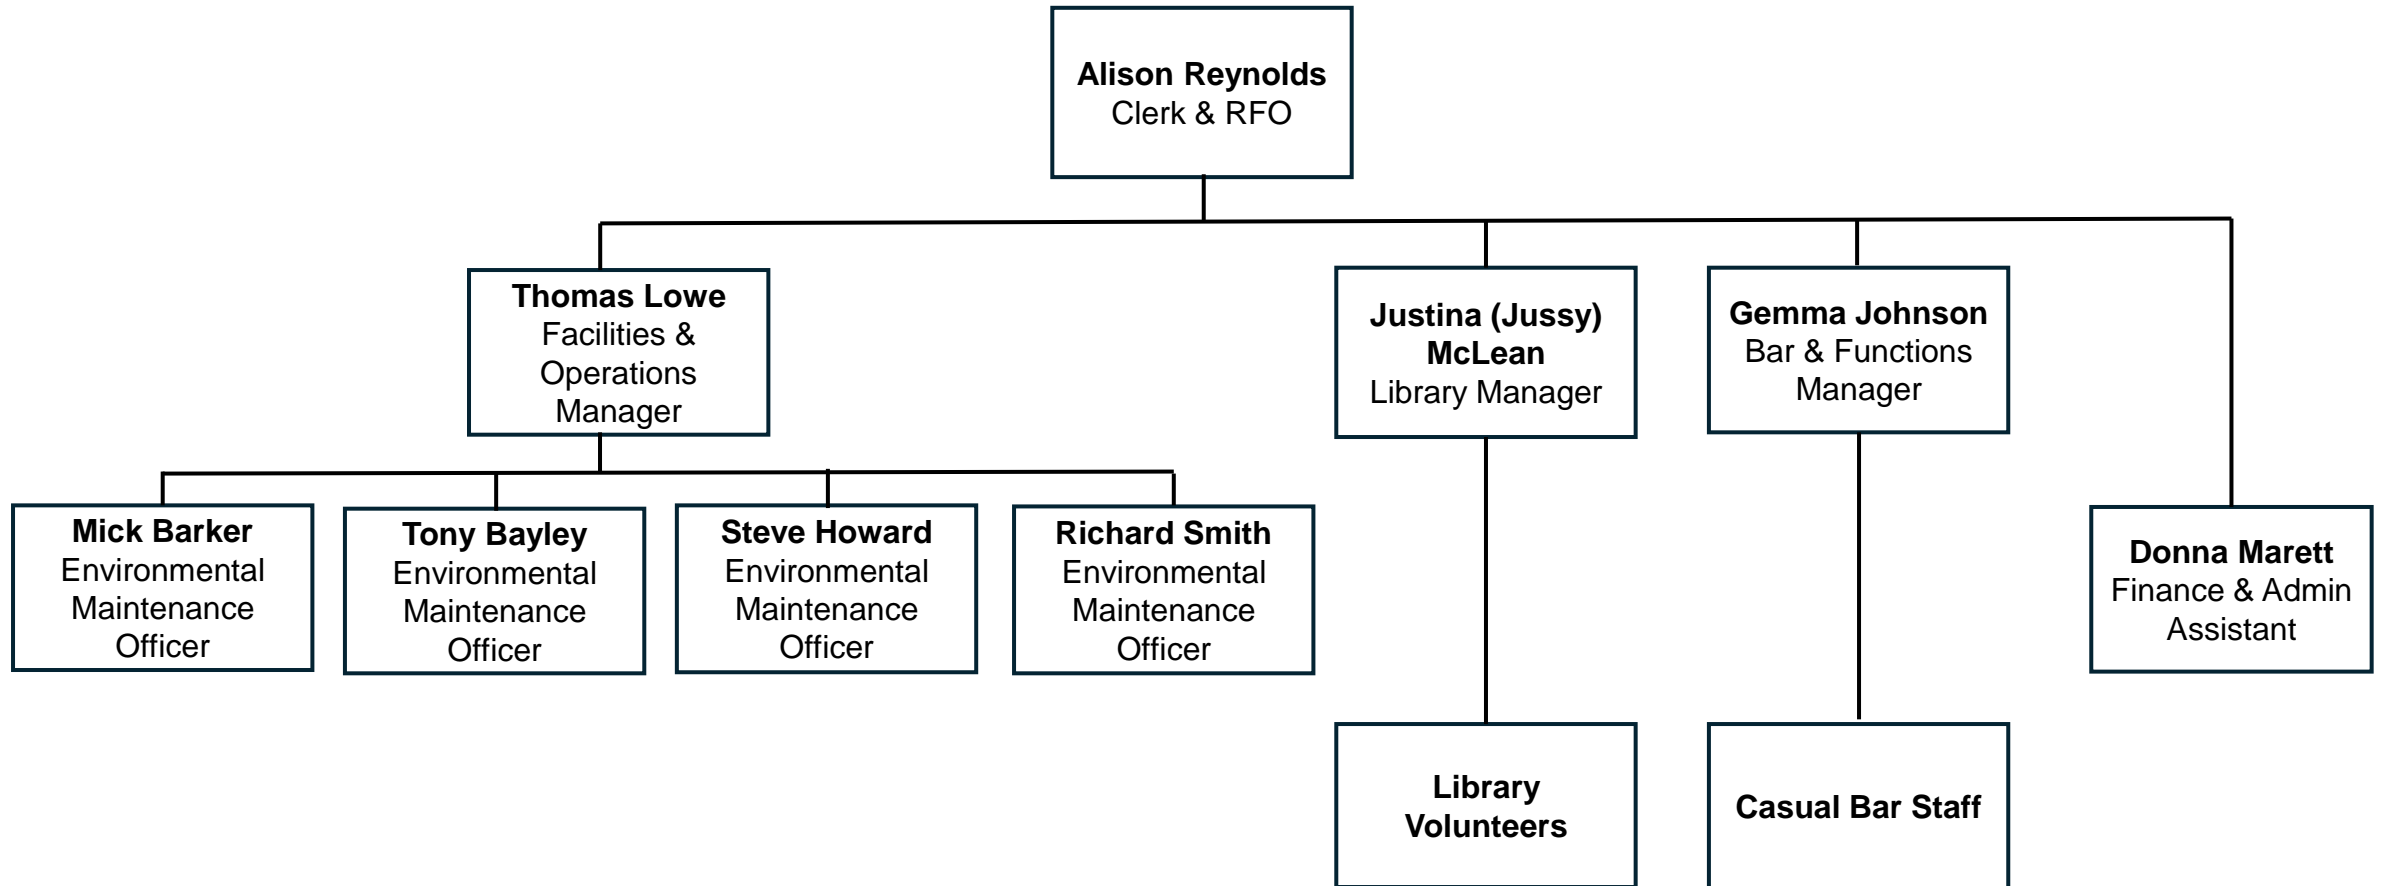 Alison Reynolds
Clerk & RFO
Thomas Lowe
Facilities &
Operations
Manager
Justina (Jussy)
McLean
Library Manager
Gemma Johnson
Bar & Functions
Manager
Mick Barker
Environmental
Maintenance
Officer
Tony Bayley
Environmental
Maintenance
Officer
Steve Howard
Environmental
Maintenance
Officer
Richard Smith
Environmental
Maintenance
Officer
Donna Marett
Finance & Admin
Assistant
Library
Volunteers
Casual Bar Staff